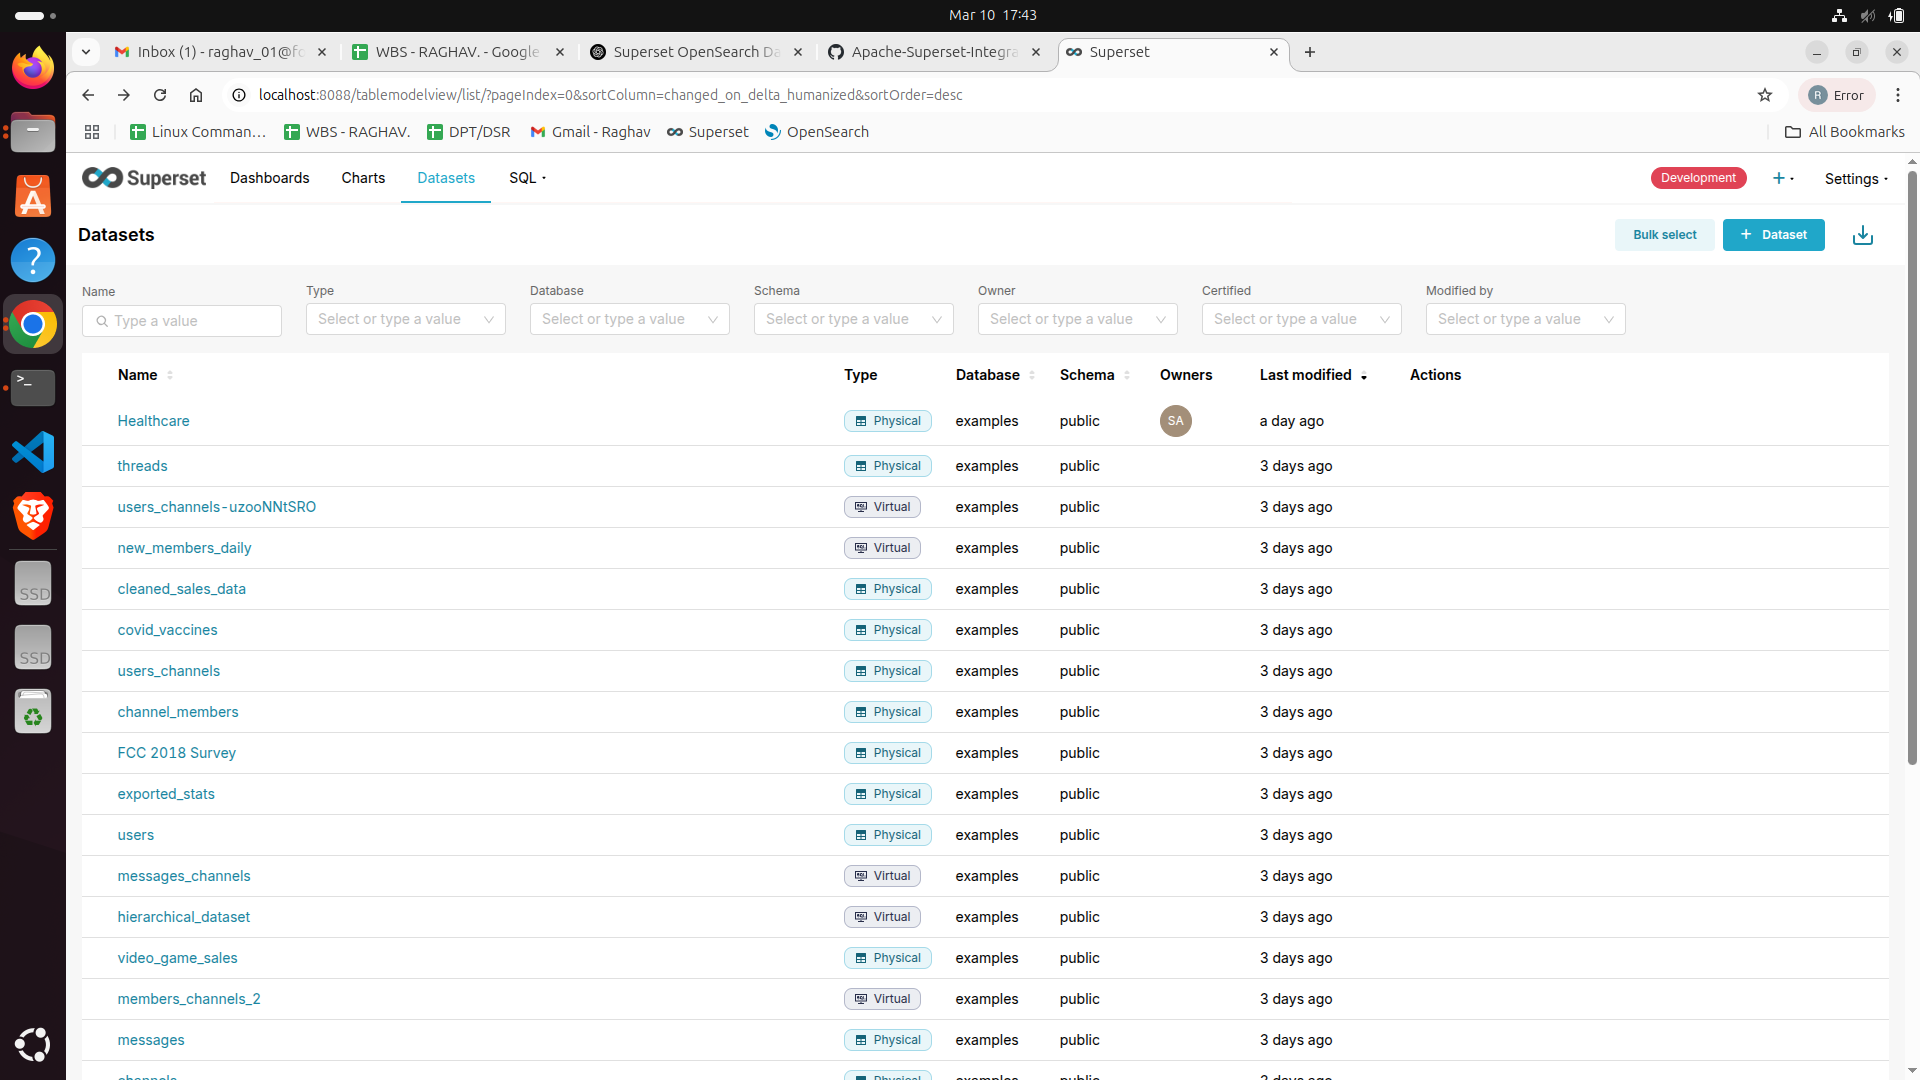 Mar 10 17:43
Inbox (1) - raghav_01@fo
WBS - RAGHAV. - Google
Superset OpenSearch Da
Apache-Superset-Integra
Superset
localhost:8088/tablemodelview/list/?pageIndex=0&sortColumn=changed_on_delta_humanized&sortOrder=desc
R Error
Linux Comman...
WBS - RAGHAV.
DPT/DSR
Gmail - Raghav
Superset
OpenSearch
All Bookmarks
Superset
Dashboards
Charts
Datasets
SQL
Development
Settings
Datasets
Bulk select
+ Dataset
Name
Type
Database
Schema
Owner
Certified
Modified by
Type a value
Select or type a value
Select or type a value
Select or type a value
Select or type a value
Select or type a value
Select or type a value
Name Type Database Schema Owners Last modified Actions
Healthcare Physical examples public SA a day ago
threads Physical examples public 3 days ago
users_channels-uzooNNtSRO Virtual examples public 3 days ago
new_members_daily Virtual examples public 3 days ago
cleaned_sales_data Physical examples public 3 days ago
covid_vaccines Physical examples public 3 days ago
users_channels Physical examples public 3 days ago
channel_members Physical examples public 3 days ago
FCC 2018 Survey Physical examples public 3 days ago
exported_stats Physical examples public 3 days ago
users Physical examples public 3 days ago
messages_channels Virtual examples public 3 days ago
hierarchical_dataset Virtual examples public 3 days ago
video_game_sales Physical examples public 3 days ago
members_channels_2 Virtual examples public 3 days ago
messages Physical examples public 3 days ago
channels Physical examples public 3 days ago
SSD
SSD